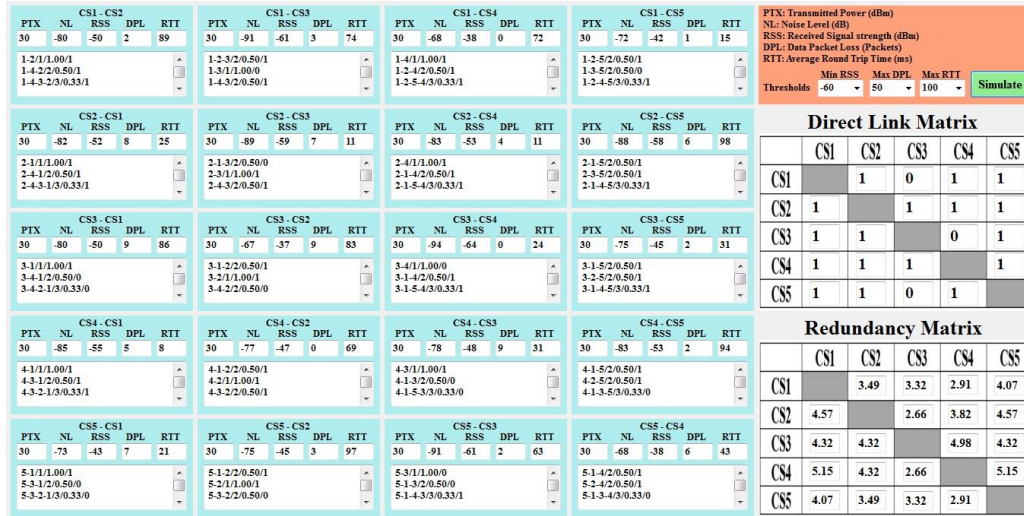 CS1 - CS2
PTX NL RSS DPL RTT
30 -80 -50 2 89
1-2/1/1.00/1
1-4-2/2/0.50/1
1-4-3-2/3/0.33/1
CS1 - CS3
PTX NL RSS DPL RTT
30 -91 -61 3 74
1-2-3/2/0.50/1
1-3/1/1.00/0
1-4-3/2/0.50/1
CS1 - CS4
PTX NL RSS DPL RTT
30 -68 -38 0 72
1-4/1/1.00/1
1-2-4/2/0.50/1
1-2-5-4/3/0.33/1
CS1 - CS5
PTX NL RSS DPL RTT
30 -72 -42 1 15
1-2-5/2/0.50/1
1-3-5/2/0.50/0
1-2-4-5/3/0.33/1
PTX: Transmitted Power (dBm)
NL: Noise Level (dB)
RSS: Received Signal strength (dBm)
DPL: Data Packet Loss (Packets)
RTT: Average Round Trip Time (ms)
Min RSS Max DPL Max RTT
Thresholds -60 50 100 Simulate
CS2 - CS1
PTX NL RSS DPL RTT
30 -82 -52 8 25
2-1/1/1.00/1
2-4-1/2/0.50/1
2-4-3-1/3/0.33/1
CS2 - CS3
PTX NL RSS DPL RTT
30 -89 -59 7 11
2-1-3/2/0.50/0
2-3/1/1.00/1
2-4-3/2/0.50/1
CS2 - CS4
PTX NL RSS DPL RTT
30 -83 -53 4 11
2-4/1/1.00/1
2-1-4/2/0.50/1
2-1-5-4/3/0.33/1
CS2 - CS5
PTX NL RSS DPL RTT
30 -88 -58 6 98
2-1-5/2/0.50/1
2-3-5/2/0.50/1
2-1-4-5/3/0.33/1
Direct Link Matrix
CS1 CS2 CS3 CS4 CS5
CS1 1 0 1 1
CS2 1 1 1 1
CS3 1 1 0 1
CS4 1 1 1 1
CS5 1 1 0 1
CS3 - CS1
PTX NL RSS DPL RTT
30 -80 -50 9 86
3-1/1/1.00/1
3-4-1/2/0.50/0
3-4-2-1/3/0.33/0
CS3 - CS2
PTX NL RSS DPL RTT
30 -67 -37 9 83
3-1-2/2/0.50/1
3-2/1/1.00/1
3-4-2/2/0.50/0
CS3 - CS4
PTX NL RSS DPL RTT
30 -94 -64 0 24
3-4/1/1.00/0
3-1-4/2/0.50/1
3-1-5-4/3/0.33/1
CS3 - CS5
PTX NL RSS DPL RTT
30 -75 -45 2 31
3-1-5/2/0.50/1
3-2-5/2/0.50/1
3-1-4-5/3/0.33/1
CS4 - CS1
PTX NL RSS DPL RTT
30 -85 -55 5 8
4-1/1/1.00/1
4-3-1/2/0.50/1
4-3-2-1/3/0.33/1
CS4 - CS2
PTX NL RSS DPL RTT
30 -77 -47 0 69
4-1-2/2/0.50/1
4-2/1/1.00/1
4-3-2/2/0.50/1
CS4 - CS3
PTX NL RSS DPL RTT
30 -78 -48 9 31
4-3/1/1.00/1
4-1-3/2/0.50/0
4-1-5-3/3/0.33/0
CS4 - CS5
PTX NL RSS DPL RTT
30 -83 -53 2 94
4-1-5/2/0.50/1
4-2-5/2/0.50/1
4-1-3-5/3/0.33/0
Redundancy Matrix
CS1 CS2 CS3 CS4 CS5
CS1 3.49 3.32 2.91 4.07
CS2 4.57 2.66 3.82 4.57
CS3 4.32 4.32 4.98 4.32
CS4 5.15 4.32 2.66 5.15
CS5 4.07 3.49 3.32 2.91
CS5 - CS1
PTX NL RSS DPL RTT
30 -73 -43 7 21
5-1/1/1.00/1
5-3-1/2/0.50/0
5-3-2-1/3/0.33/0
CS5 - CS2
PTX NL RSS DPL RTT
30 -75 -45 3 97
5-1-2/2/0.50/1
5-2/1/1.00/1
5-3-2/2/0.50/0
CS5 - CS3
PTX NL RSS DPL RTT
30 -91 -61 2 63
5-3/1/1.00/0
5-1-3/2/0.50/0
5-1-4-3/3/0.33/1
CS5 - CS4
PTX NL RSS DPL RTT
30 -68 -38 6 43
5-1-4/2/0.50/1
5-2-4/2/0.50/1
5-1-3-4/3/0.33/0